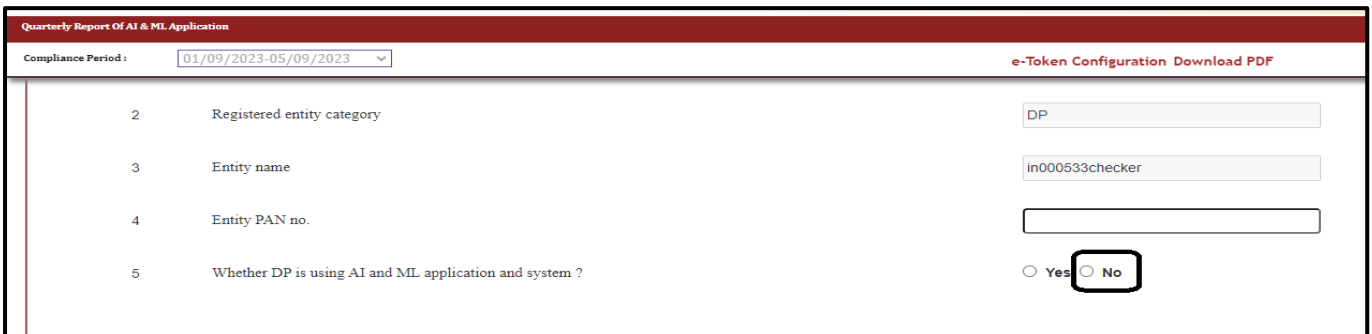 Quarterly Report Of AI & ML Application
Compliance Period : 01/09/2023-05/09/2023 e-Token Configuration Download PDF
2 Registered entity category DP
3 Entity name in000533checker
4 Entity PAN no.
5 Whether DP is using AI and ML application and system ? Yes No